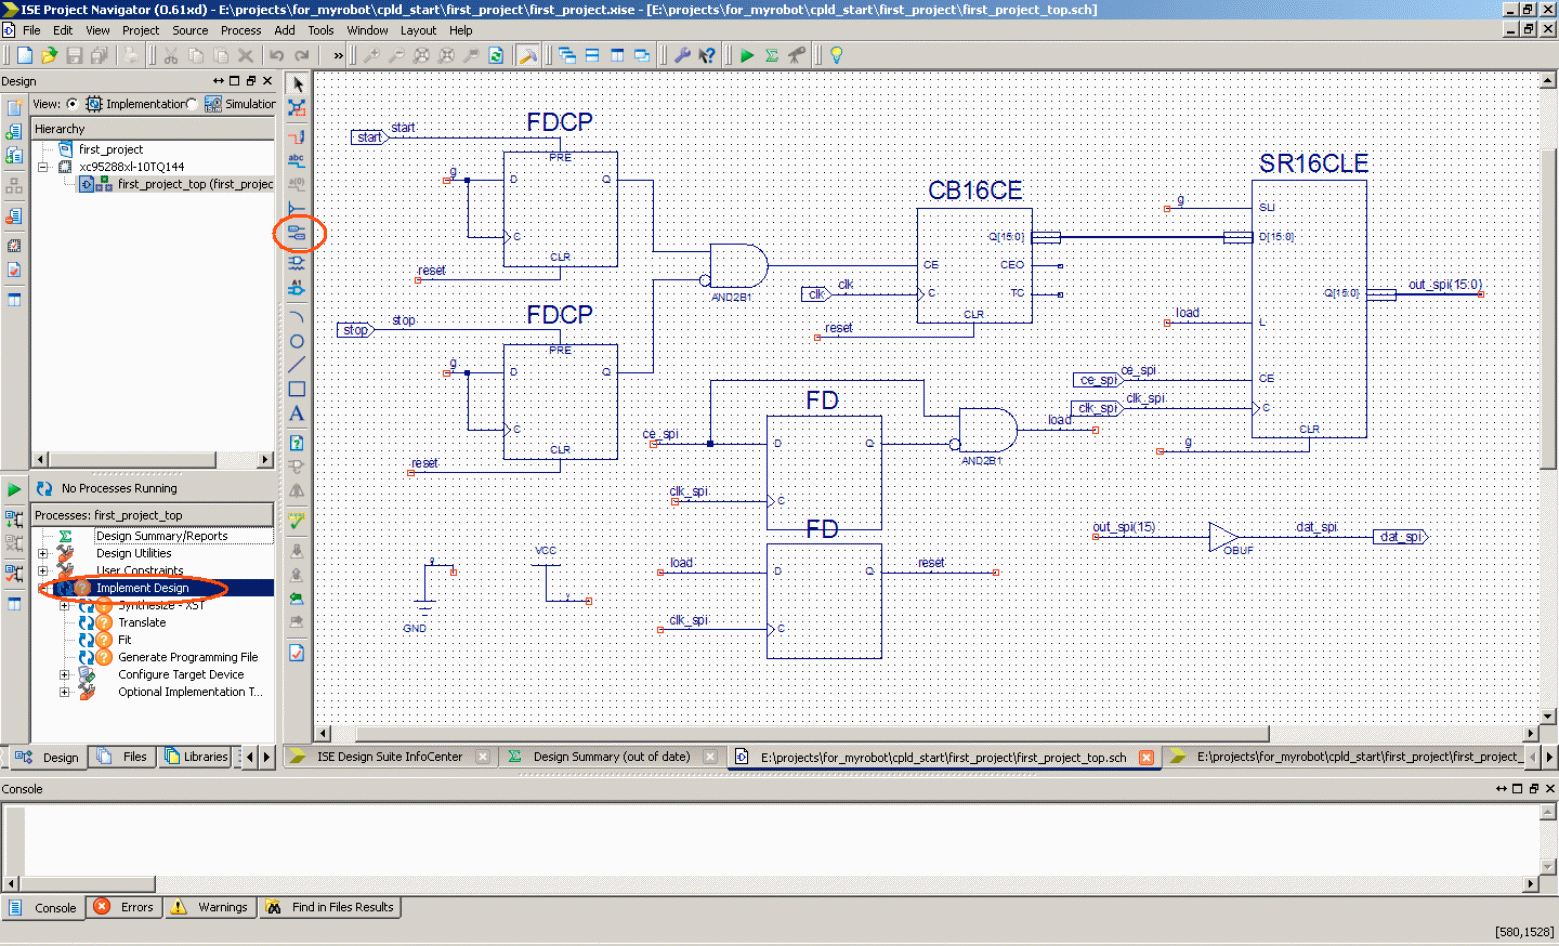 ISE Project Navigator (0.61xd) - E:\projects\for_myrobot\cpld_start\first_project\first_project.xise - [E:\projects\for_myrobot\cpld_start\first_project\first_project_top.sch]
File Edit View Project Source Process Add Tools Window Layout Help
»
Design
View: Implementation Simulation
Hierarchy
first_project
xc95288xl-10TQ144
first_project_top (first_projec
No Processes Running
Processes: first_project_top
Design Summary/Reports
Design Utilities
User Constraints
Implement Design
Synthesize - XST
Translate
Fit
Generate Programming File
Configure Target Device
Optional Implementation T...
Design Files Libraries
abc
A
start
start
FDCP
PRE
g
D
Q
C
CLR
reset
stop
stop
FDCP
PRE
g
D
Q
C
CLR
reset
AND2B1
CB16CE
Q[15:0]
CE
CEO
clk
clk
C
TC
CLR
reset
SR16CLE
g
SLI
D[15:0]
Q[15:0]
out_spi(15:0)
load
L
ce_spi
ce_spi
CE
clk_spi
clk_spi
C
CLR
g
FD
ce_spi
D
Q
clk_spi
C
AND2B1
load
FD
load
D
Q
reset
clk_spi
C
out_spi(15)
OBUF
dat_spi
dat_spi
g
GND
VCC
v
ISE Design Suite InfoCenter
Design Summary (out of date)
E:\projects\for_myrobot\cpld_start\first_project\first_project_top.sch
E:\projects\for_myrobot\cpld_start\first_project\first_project_
Console
Console Errors Warnings Find in Files Results
[580,1528]